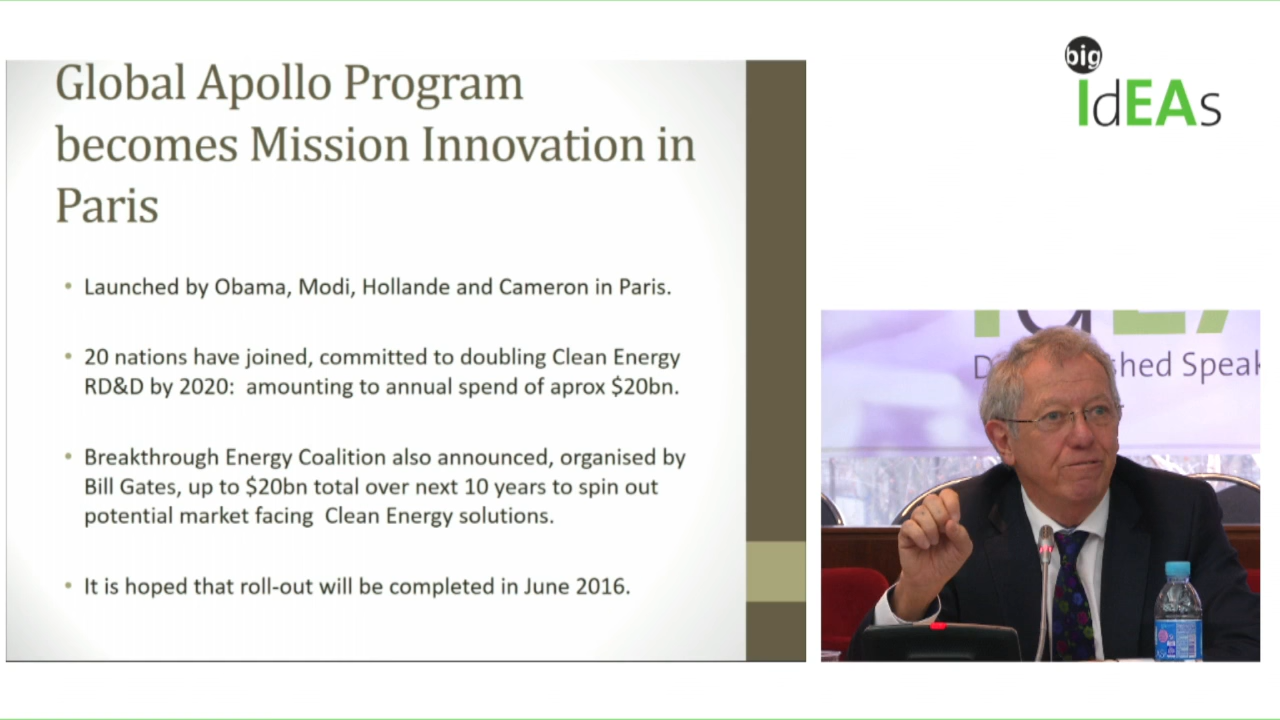 Global Apollo Program
becomes Mission Innovation in
Paris
• Launched by Obama, Modi, Hollande and Cameron in Paris.
• 20 nations have joined, committed to doubling Clean Energy
RD&D by 2020:  amounting to annual spend of aprox $20bn.
• Breakthrough Energy Coalition also announced, organised by
Bill Gates, up to $20bn total over next 10 years to spin out
potential market facing  Clean Energy solutions.
• It is hoped that roll-out will be completed in June 2016.
big
IdEAs
Speak